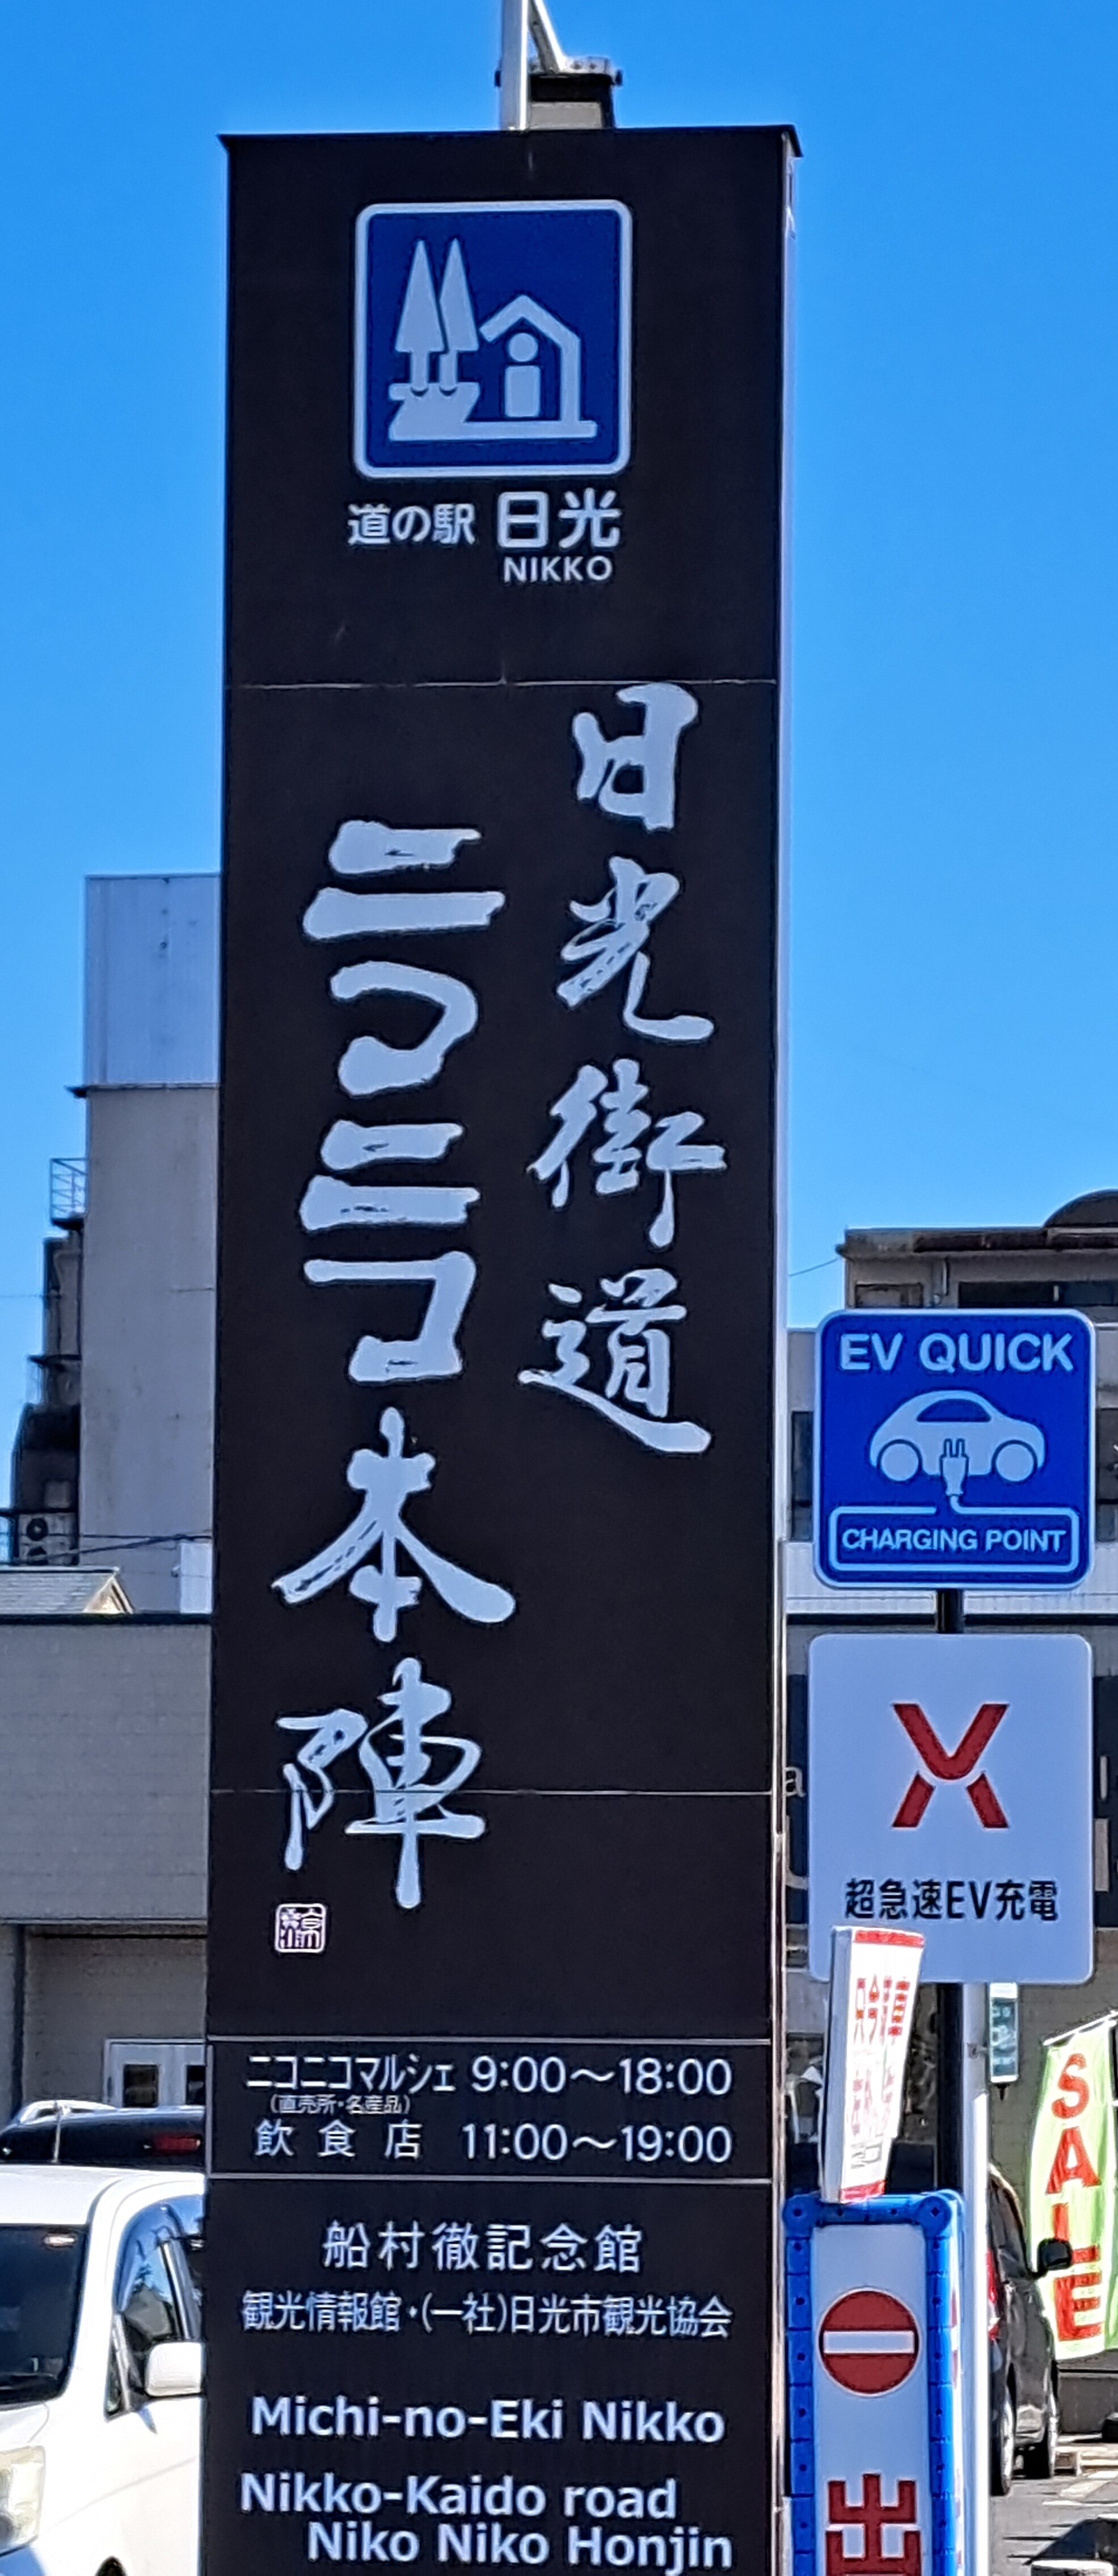 道の駅 日光
NIKKO
日光街道
ニコニコ本陣
ニコニコマルシェ 9:00～18:00
(直売所・名産品)
飲食店 11:00～19:00
船村徹記念館
観光情報館・(一社)日光市観光協会
Michi-no-Eki Nikko
Nikko-Kaido road
Niko Niko Honjin
EV QUICK
CHARGING POINT
超急速EV充電
SALE
出